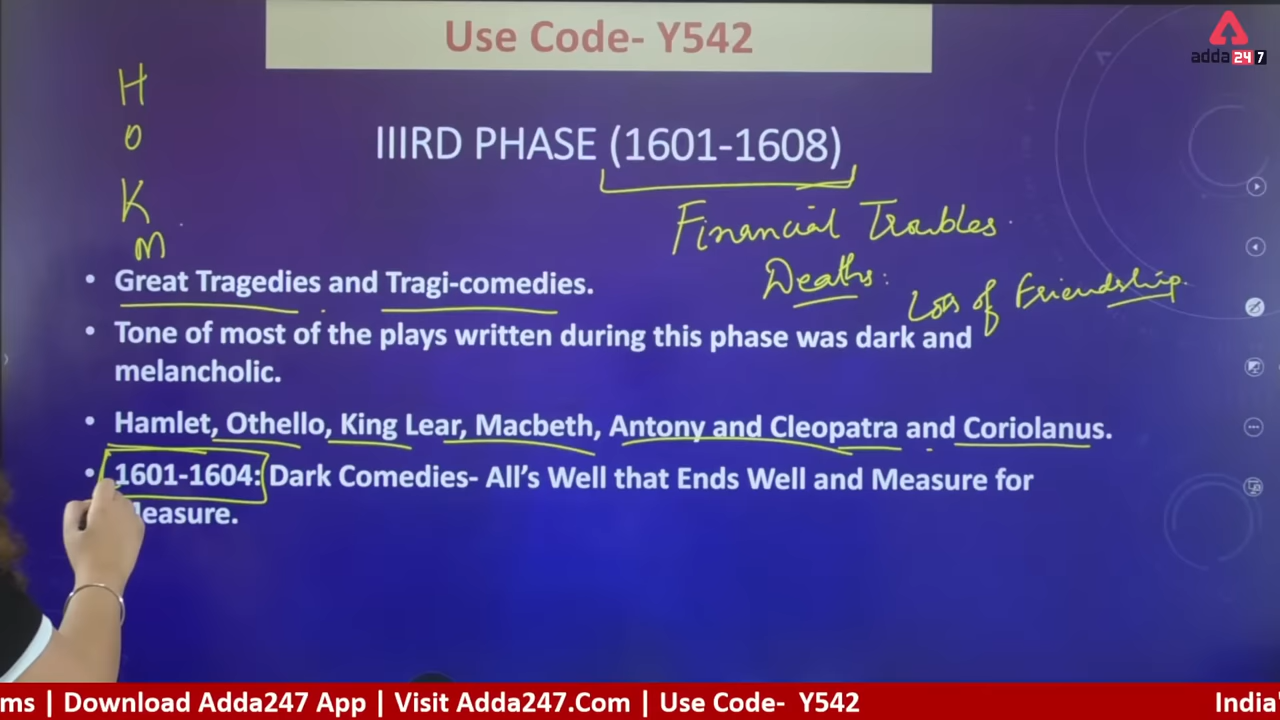 Use Code- Y542
adda 24 7
H
O
K
M
IIIRD PHASE (1601-1608)
Financial Troubles.
Deaths:
Loss of Friendship.
• Great Tragedies and Tragi-comedies.
• Tone of most of the plays written during this phase was dark and
melancholic.
• Hamlet, Othello, King Lear, Macbeth, Antony and Cleopatra and Coriolanus.
• 1601-1604: Dark Comedies- All's Well that Ends Well and Measure for
easure.
ms | Download Adda247 App | Visit Adda247.Com | Use Code- Y542 India'